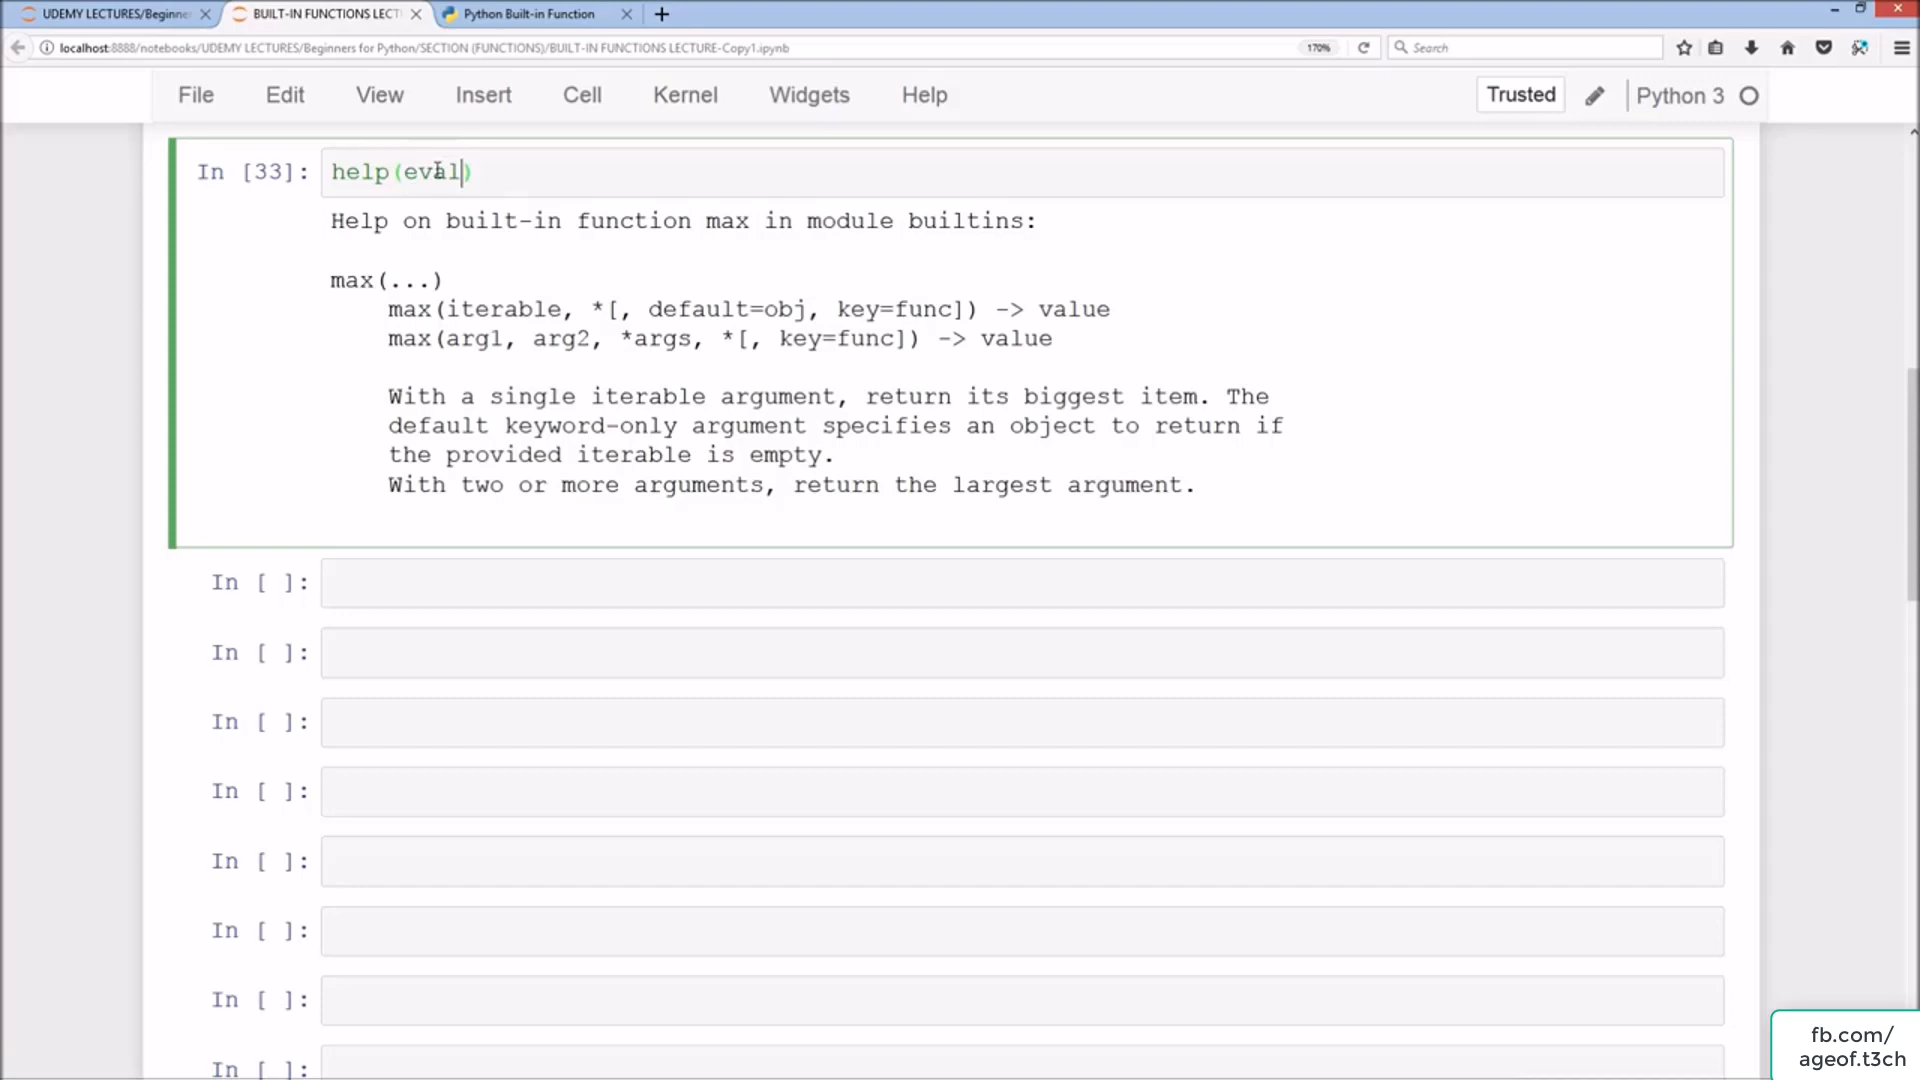 UDEMY LECTURES/Beginne
BUILT-IN FUNCTIONS LECT
Python Built-in Function
localhost:8888/notebooks/UDEMY LECTURES/Beginners for Python/SECTION (FUNCTIONS)/BUILT-IN FUNCTIONS LECTURE-Copy1.ipynb
170%
Search
File Edit View Insert Cell Kernel Widgets Help
Trusted
Python 3
In [33]: help(eval)
Help on built-in function max in module builtins:
max(...)
max(iterable, *[, default=obj, key=func]) -> value
max(arg1, arg2, *args, *[, key=func]) -> value
With a single iterable argument, return its biggest item. The
default keyword-only argument specifies an object to return if
the provided iterable is empty.
With two or more arguments, return the largest argument.
In [ ]:
In [ ]:
In [ ]:
In [ ]:
In [ ]:
In [ ]:
In [ ]:
In [ ]:
fb.com/
ageof.t3ch